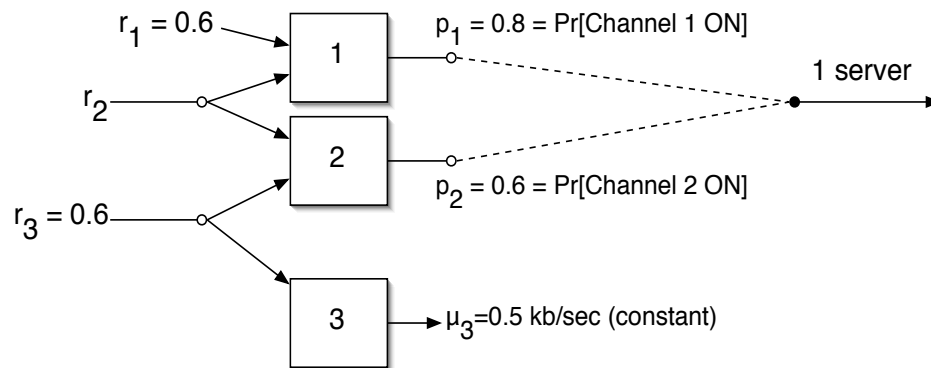 r1 = 0.6
1
p1 = 0.8 = Pr[Channel 1 ON]
1 server
r2
2
p2 = 0.6 = Pr[Channel 2 ON]
r3 = 0.6
3
μ3=0.5 kb/sec (constant)